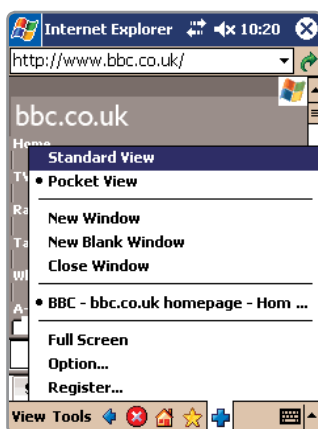 Internet Explorer 10:20
http://www.bbc.co.uk/
bbc.co.uk
Home
Standard View
• Pocket View
New Window
New Blank Window
Close Window
• BBC - bbc.co.uk homepage - Hom ...
Full Screen
Option...
Register...
View Tools